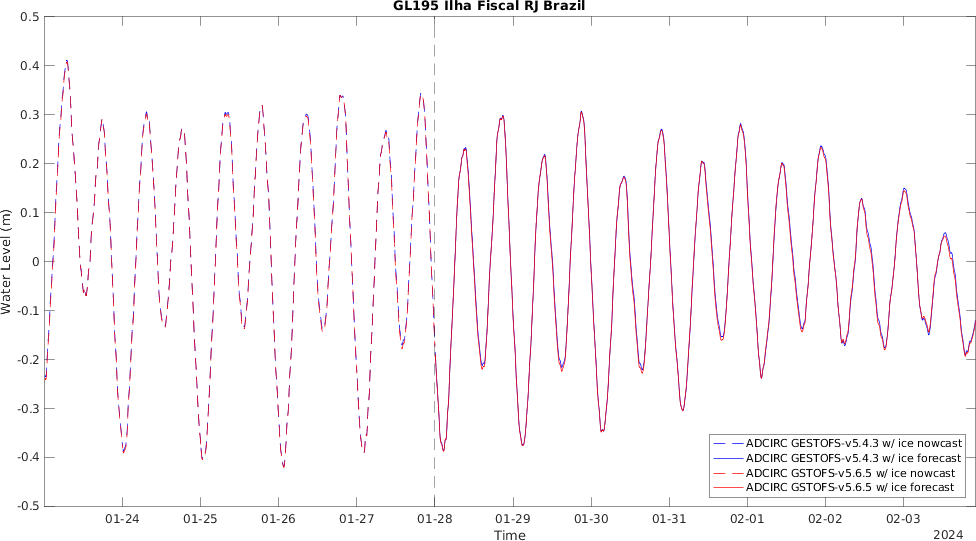 GL195 Ilha Fiscal RJ Brazil
0.5
0.4
0.3
0.2
0.1
0
-0.1
-0.2
-0.3
-0.4
-0.5
Water Level (m)
ADCIRC GESTOFS-v5.4.3 w/ ice nowcast
ADCIRC GESTOFS-v5.4.3 w/ ice forecast
ADCIRC GSTOFS-v5.6.5 w/ ice nowcast
ADCIRC GSTOFS-v5.6.5 w/ ice forecast
01-24 01-25 01-26 01-27 01-28 01-29 01-30 01-31 02-01 02-02 02-03
Time
2024